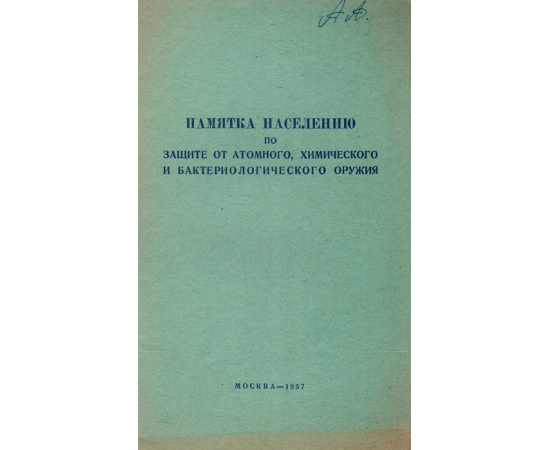 А.А.
ПАМЯТКА НАСЕЛЕНИЮ
ПО
ЗАЩИТЕ ОТ АТОМНОГО, ХИМИЧЕСКОГО
И БАКТЕРИОЛОГИЧЕСКОГО ОРУЖИЯ
МОСКВА—1957